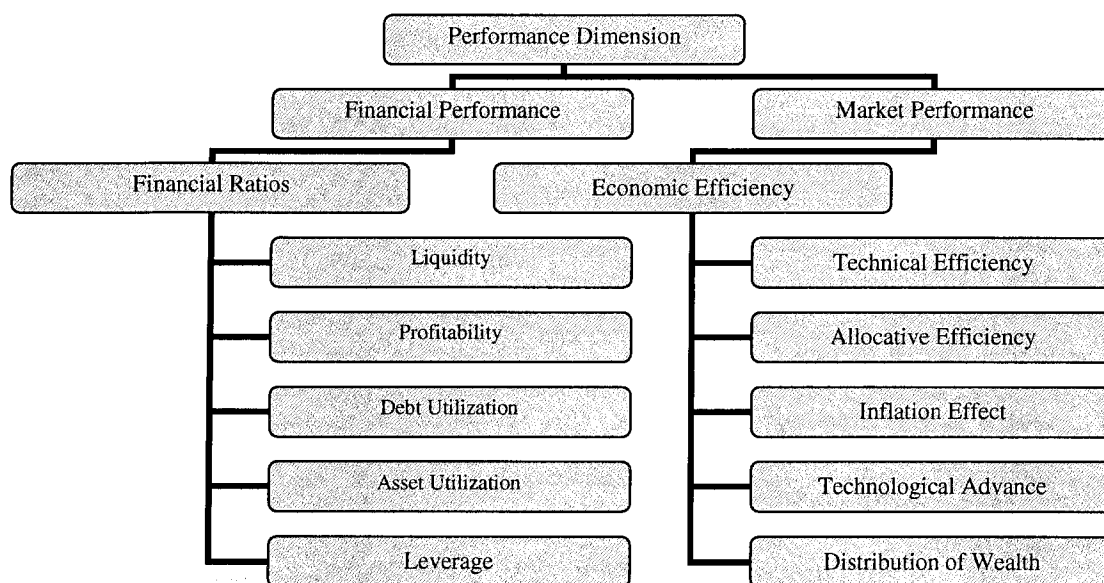 Performance Dimension
Financial Performance
Market Performance
Financial Ratios
Economic Efficiency
Liquidity
Technical Efficiency
Profitability
Allocative Efficiency
Debt Utilization
Inflation Effect
Asset Utilization
Technological Advance
Leverage
Distribution of Wealth